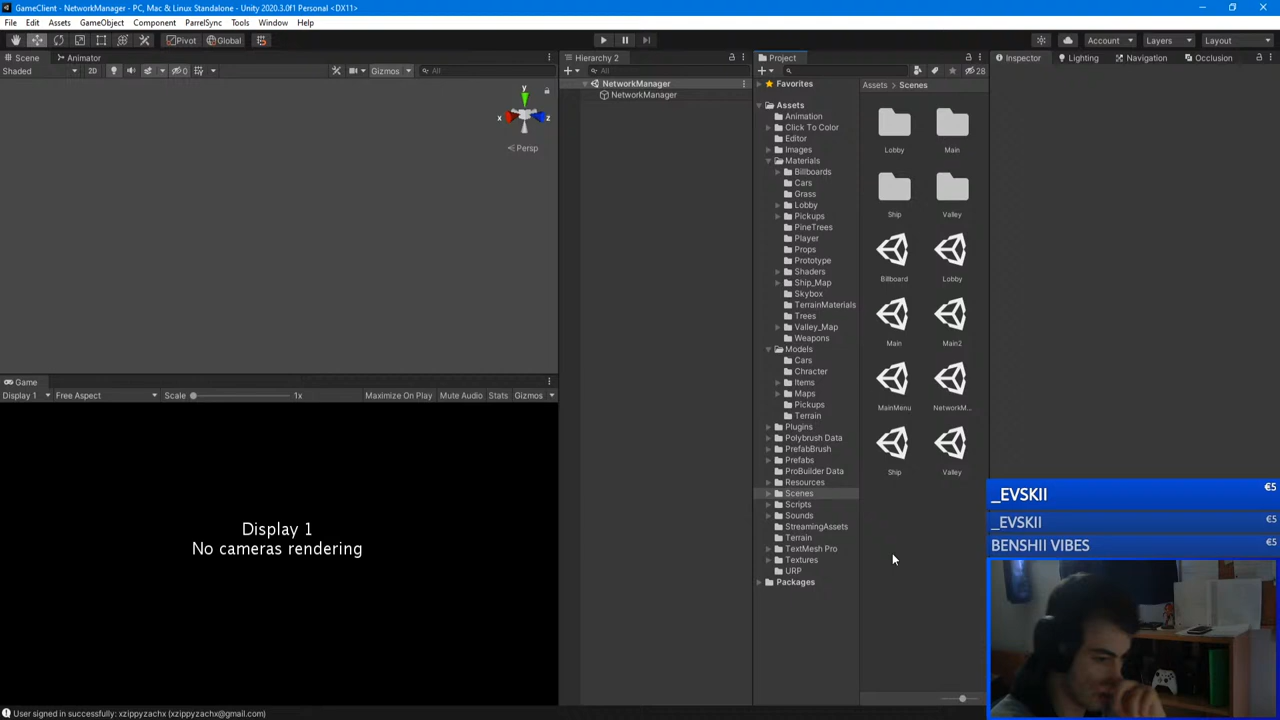 GameClient - NetworkManager - PC, Mac & Linux Standalone - Unity 2020.3.0f1 Personal <DX11>
File Edit Assets GameObject Component ParrelSync Tools Window Help
Pivot Global Account Layers Layout
Scene Animator
Shaded 2D 0 Gizmos All
y
x
z
Persp
Game
Display 1 Free Aspect Scale 1x Maximize On Play Mute Audio Stats Gizmos
Display 1
No cameras rendering
Hierarchy 2
All
NetworkManager
NetworkManager
Project
28
Favorites
Assets
Animation
Click To Color
Editor
Images
Materials
Billboards
Cars
Grass
Lobby
Pickups
PineTrees
Player
Props
Prototype
Shaders
Ship_Map
Skybox
TerrainMaterials
Trees
Valley_Map
Weapons
Models
Cars
Chracter
Items
Maps
Pickups
Terrain
Plugins
Polybrush Data
PrefabBrush
Prefabs
ProBuilder Data
Resources
Scenes
Scripts
Sounds
StreamingAssets
Terrain
TextMesh Pro
Textures
URP
Packages
Assets > Scenes
Lobby Main
Ship Valley
Billboard Lobby
Main Main2
MainMenu NetworkM...
Ship Valley
Inspector Lighting Navigation Occlusion
_EVSKII €5
_EVSKII €5
BENSHII VIBES €5
User signed in successfully: xzippyzachx (xzippyzachx@gmail.com)